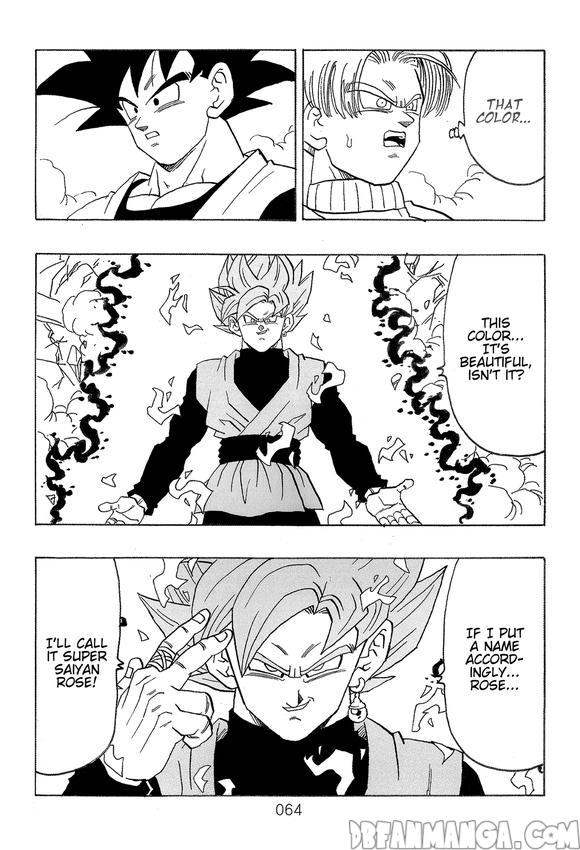 THAT
COLOR...
THIS
COLOR...
IT'S
BEAUTIFUL,
ISN'T IT?
IF I PUT
A NAME
ACCORD-
INGLY...
ROSE...
I'LL CALL
IT SUPER
SAIYAN
ROSE!
064
DBFANMANGA.COM